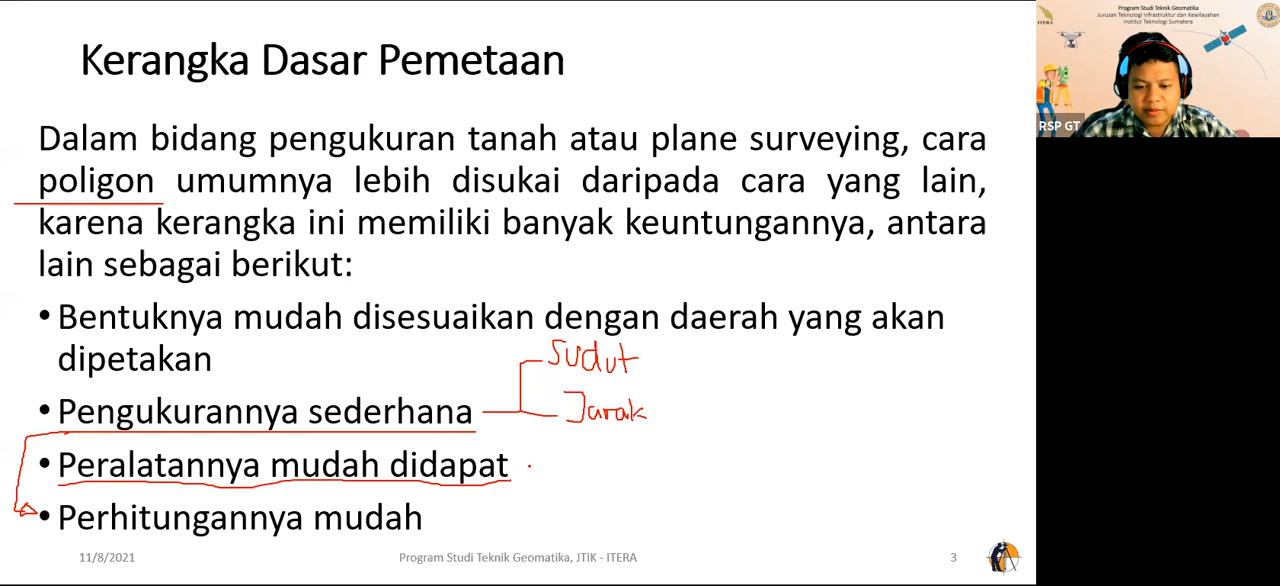 Kerangka Dasar Pemetaan
Dalam bidang pengukuran tanah atau plane surveying, cara
poligon umumnya lebih disukai daripada cara yang lain,
karena kerangka ini memiliki banyak keuntungannya, antara
lain sebagai berikut:
• Bentuknya mudah disesuaikan dengan daerah yang akan
dipetakan
Sudut
• Pengukurannya sederhana
Jarak
• Peralatannya mudah didapat
• Perhitungannya mudah
11/8/2021
Program Studi Teknik Geomatika, JTIK - ITERA
3
Program Studi Teknik Geomatika
Jurusan Teknologi Infrastruktur dan Kewilayahan
Institut Teknologi Sumatera
ITERA
RSP GT